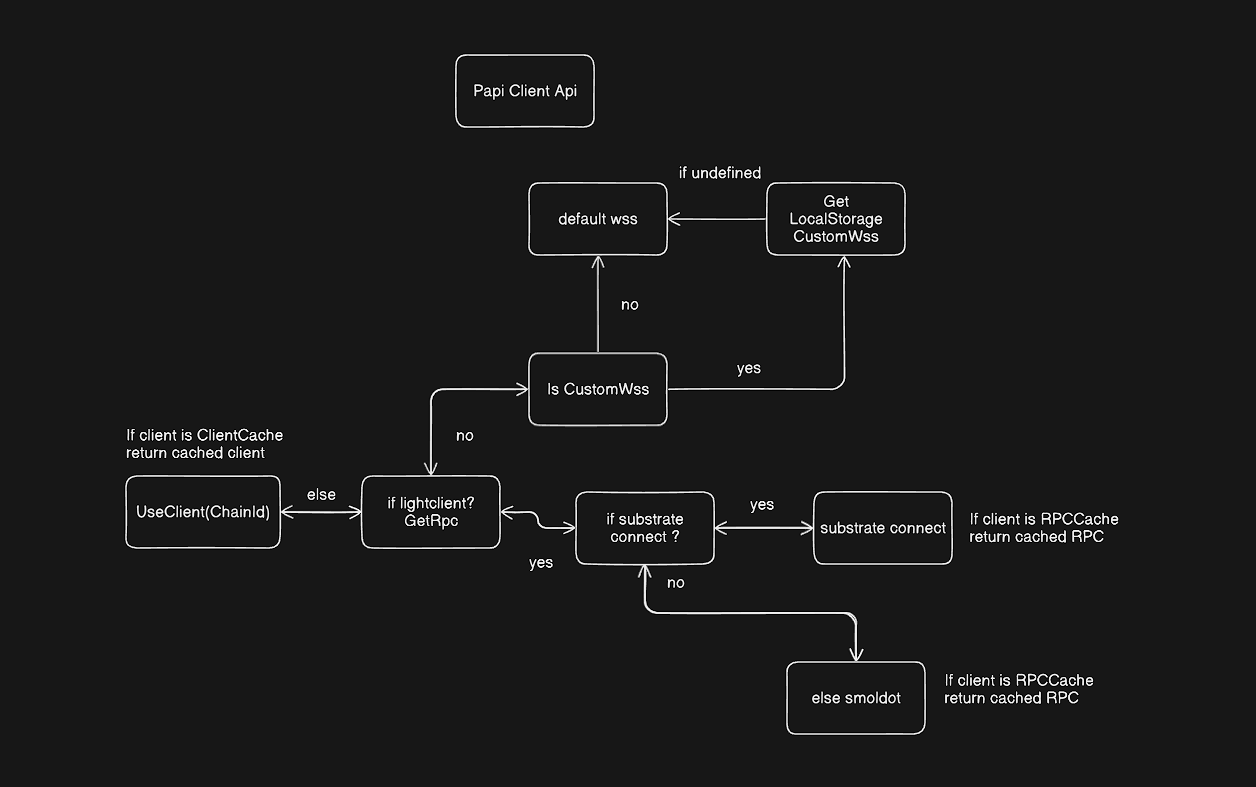 Papi Client Api
if undefined
default wss
Get
LocalStorage
CustomWss
no
Is CustomWss
yes
no
If client is ClientCache
return cached client
UseClient(ChainId)
else
if lightclient?
GetRpc
yes
if substrate
connect ?
yes
substrate connect
If client is RPCCache
return cached RPC
no
else smoldot
If client is RPCCache
return cached RPC